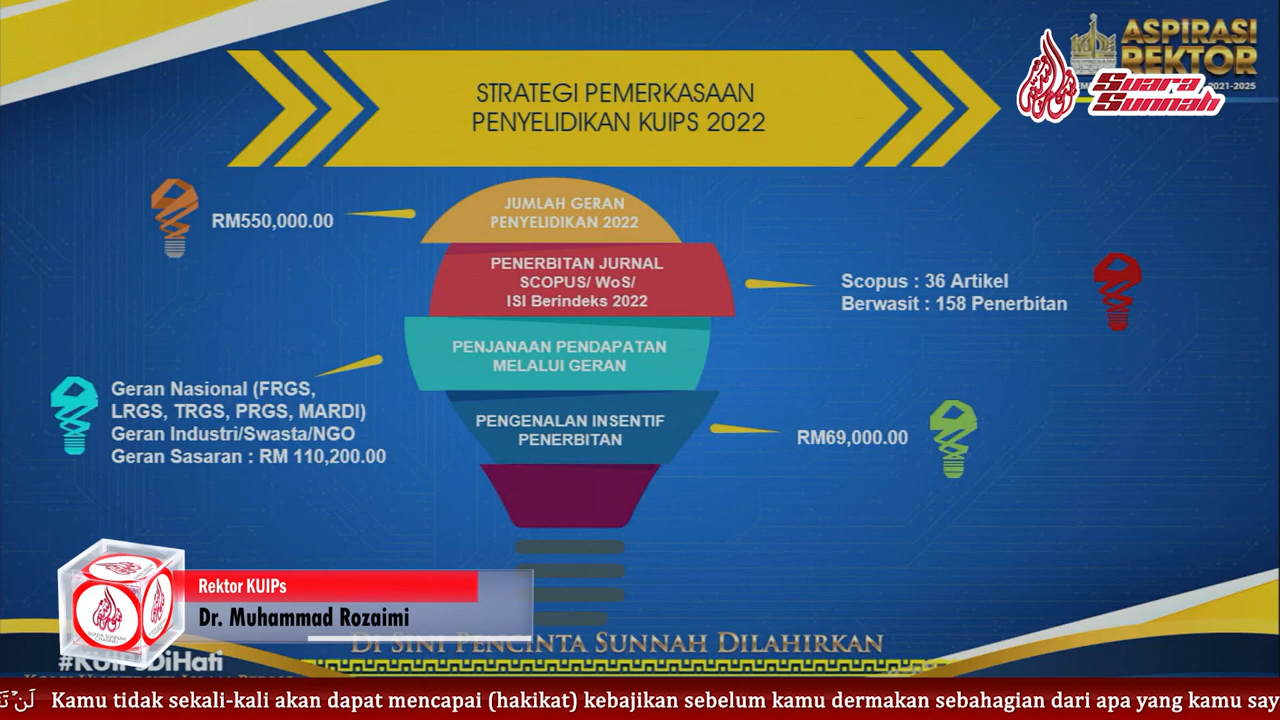 STRATEGI PEMERKASAAN
PENYELIDIKAN KUIPS 2022
ASPIRASI
REKTOR
2021-2025
Suara
Sunnah
RM550,000.00
JUMLAH GERAN
PENYELIDIKAN 2022
PENERBITAN JURNAL
SCOPUS/ WoS/
ISI Berindeks 2022
Scopus : 36 Artikel
Berwasit : 158 Penerbitan
PENJANAAN PENDAPATAN
MELALUI GERAN
Geran Nasional (FRGS,
LRGS, TRGS, PRGS, MARDI)
Geran Industri/Swasta/NGO
Geran Sasaran : RM 110,200.00
PENGENALAN INSENTIF
PENERBITAN
RM69,000.00
Rektor KUIPs
Dr. Muhammad Rozaimi
DI SINI PENCINTA SUNNAH DILAHIRKAN
Kamu tidak sekali-kali akan dapat mencapai (hakikat) kebajikan sebelum kamu dermakan sebahagian dari apa yang kamu say